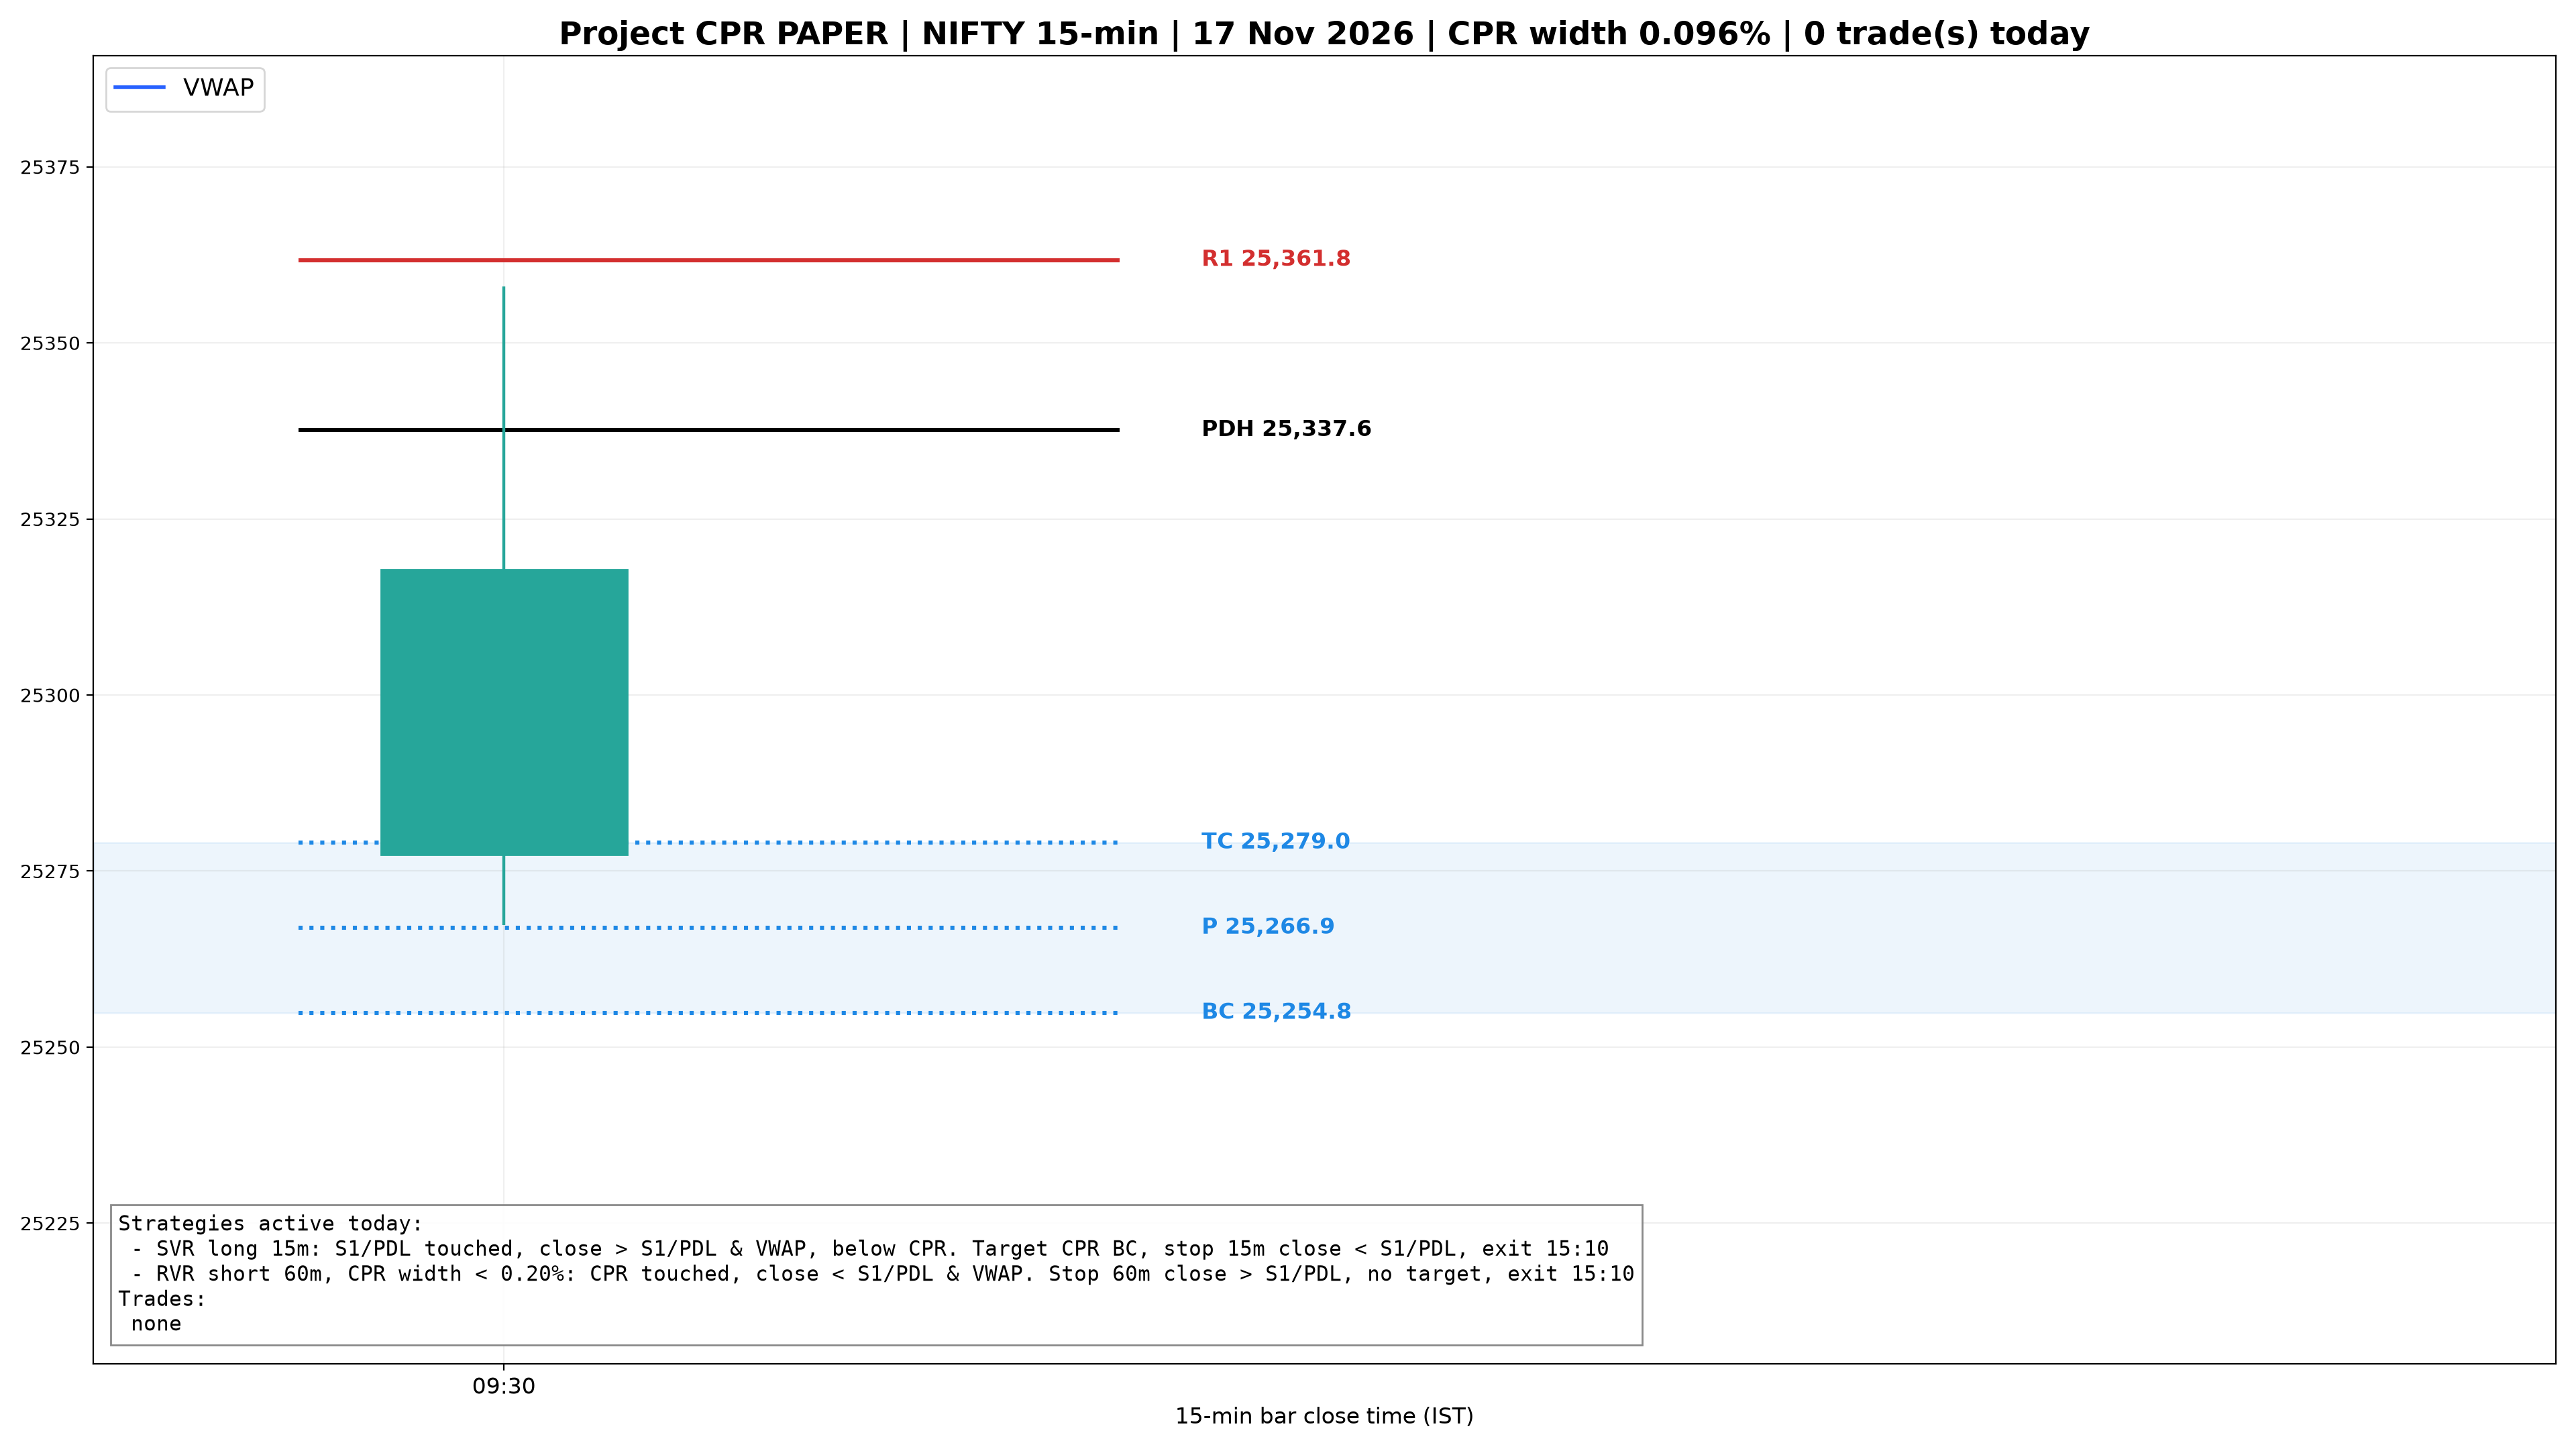 Project CPR PAPER | NIFTY 15-min | 17 Nov 2026 | CPR width 0.096% | 0 trade(s) today
VWAP
25375
R1 25,361.8
25350
PDH 25,337.6
25325
25300
TC 25,279.0
25275
P 25,266.9
BC 25,254.8
25250
25225
Strategies active today:
- SVR long 15m: S1/PDL touched, close > S1/PDL & VWAP, below CPR. Target CPR BC, stop 15m close < S1/PDL, exit 15:10
- RVR short 60m, CPR width < 0.20%: CPR touched, close < S1/PDL & VWAP. Stop 60m close > S1/PDL, no target, exit 15:10
Trades:
none
09:30
15-min bar close time (IST)